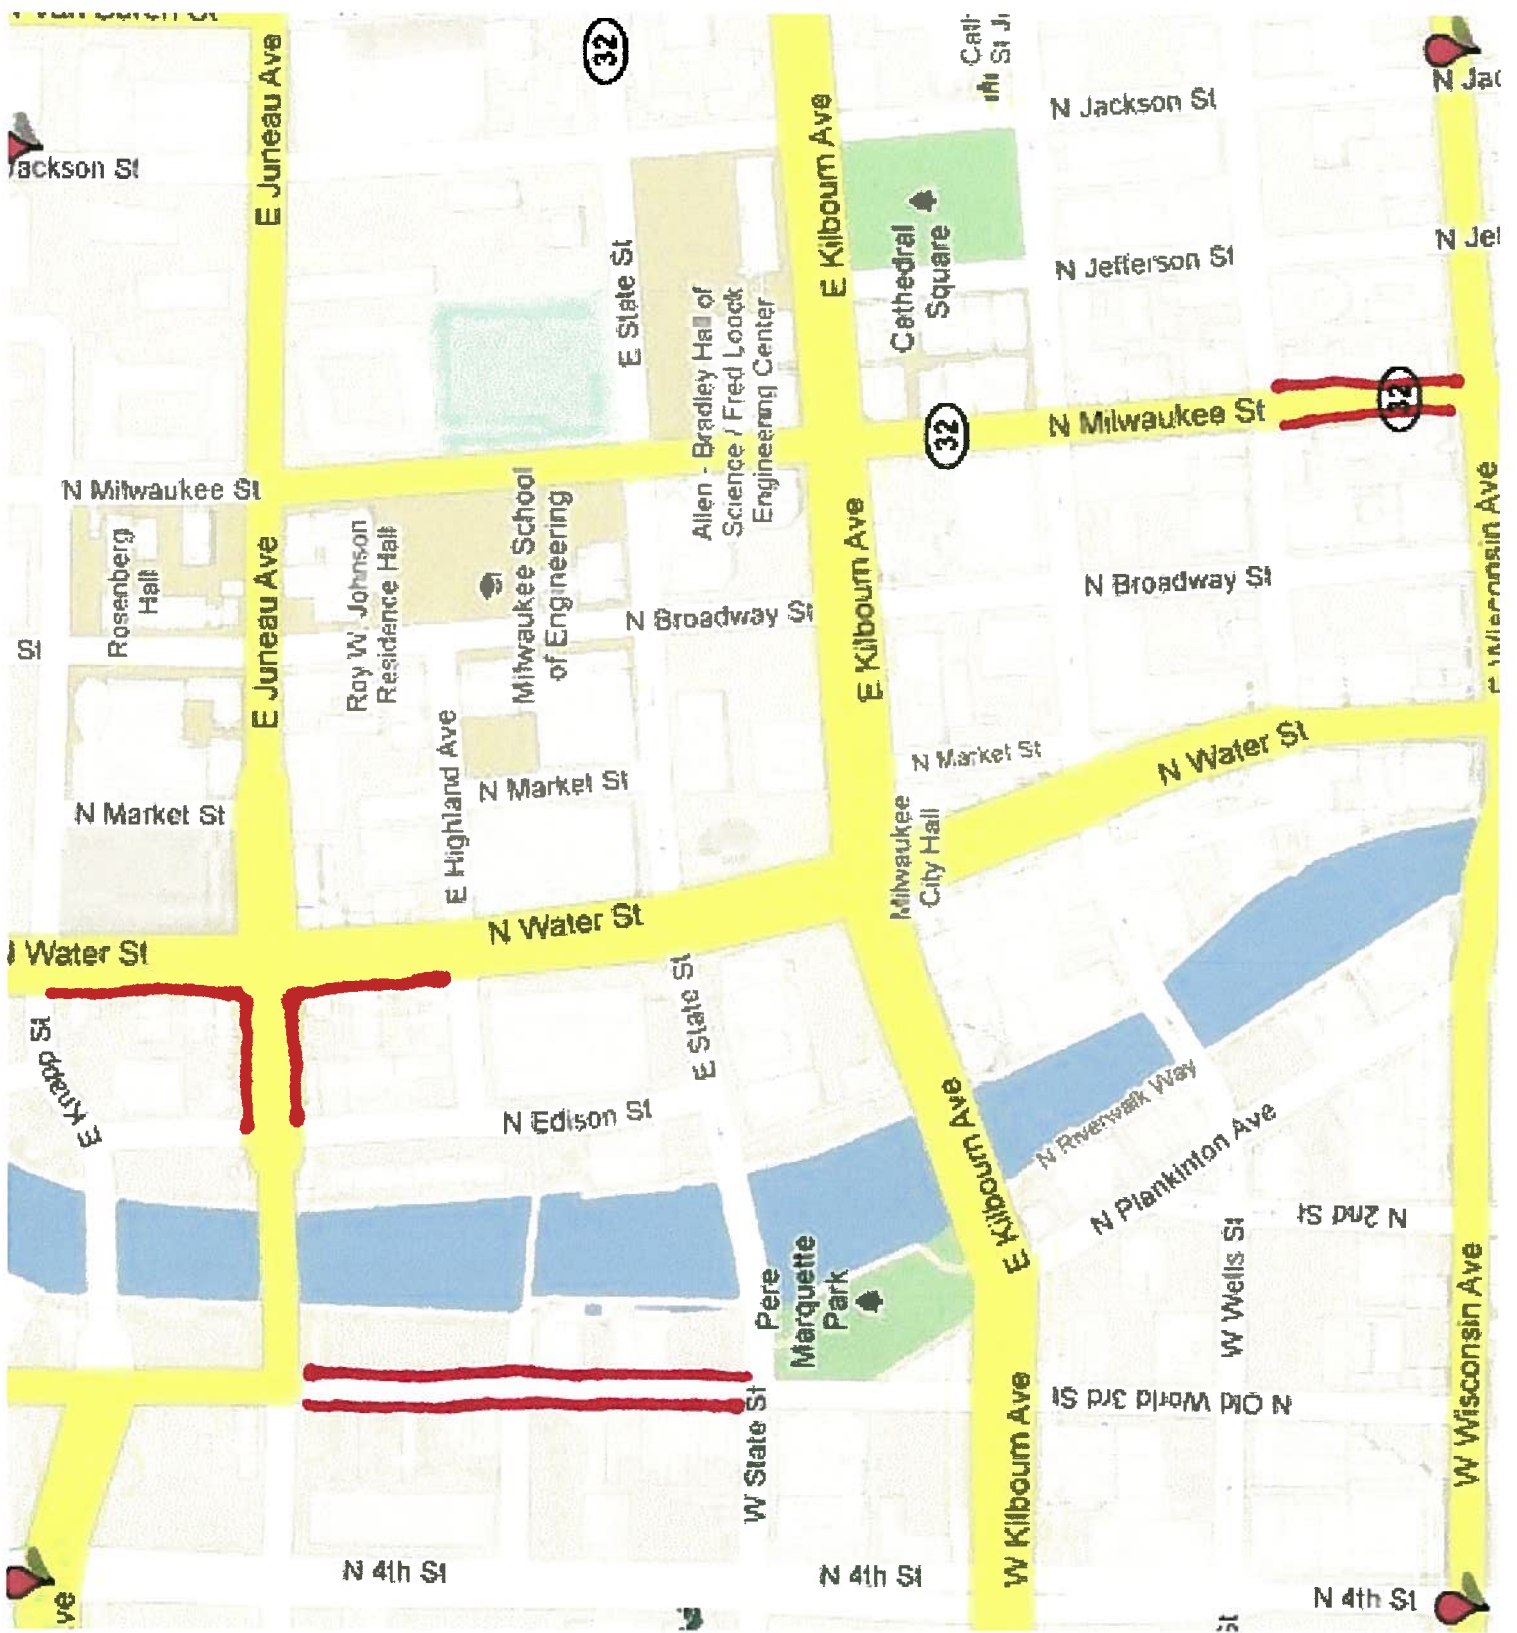 E Juneau Ave
32
N Jackson St
E Kilbourn Ave
Cathedral
Square
E State St
N Jefferson St
Allen - Bradley Hall of
Science / Fred Loock
Engineering Center
32
N Milwaukee St
32
N Milwaukee St
Rosenberg
Hall
E Juneau Ave
Roy W. Johnson
Residence Hall
Milwaukee School
of Engineering
N Broadway St
E Kilbourn Ave
N Broadway St
E Wisconsin Ave
St
N Market St
E Highland Ave
N Market St
N Market St
Milwaukee
City Hall
N Water St
N Water St
N Water St
E Knapp St
E State St
N Edison St
E Kilbourn Ave
N Riverwalk Way
N Plankinton Ave
N 2nd St
Pere
Marquette
Park
W Wells St
W Wisconsin Ave
W State St
N Old World 3rd St
W Kilbourn Ave
N 4th St
N 4th St
N 4th St